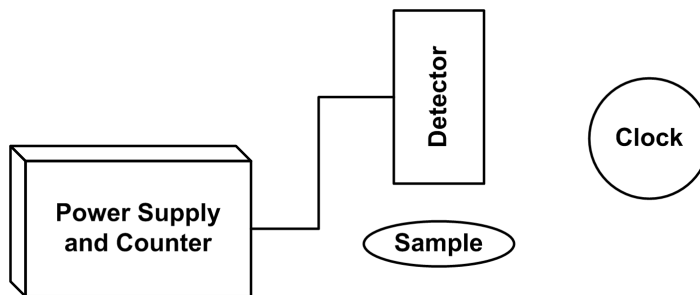 Power Supply
and Counter
Detector
Sample
Clock